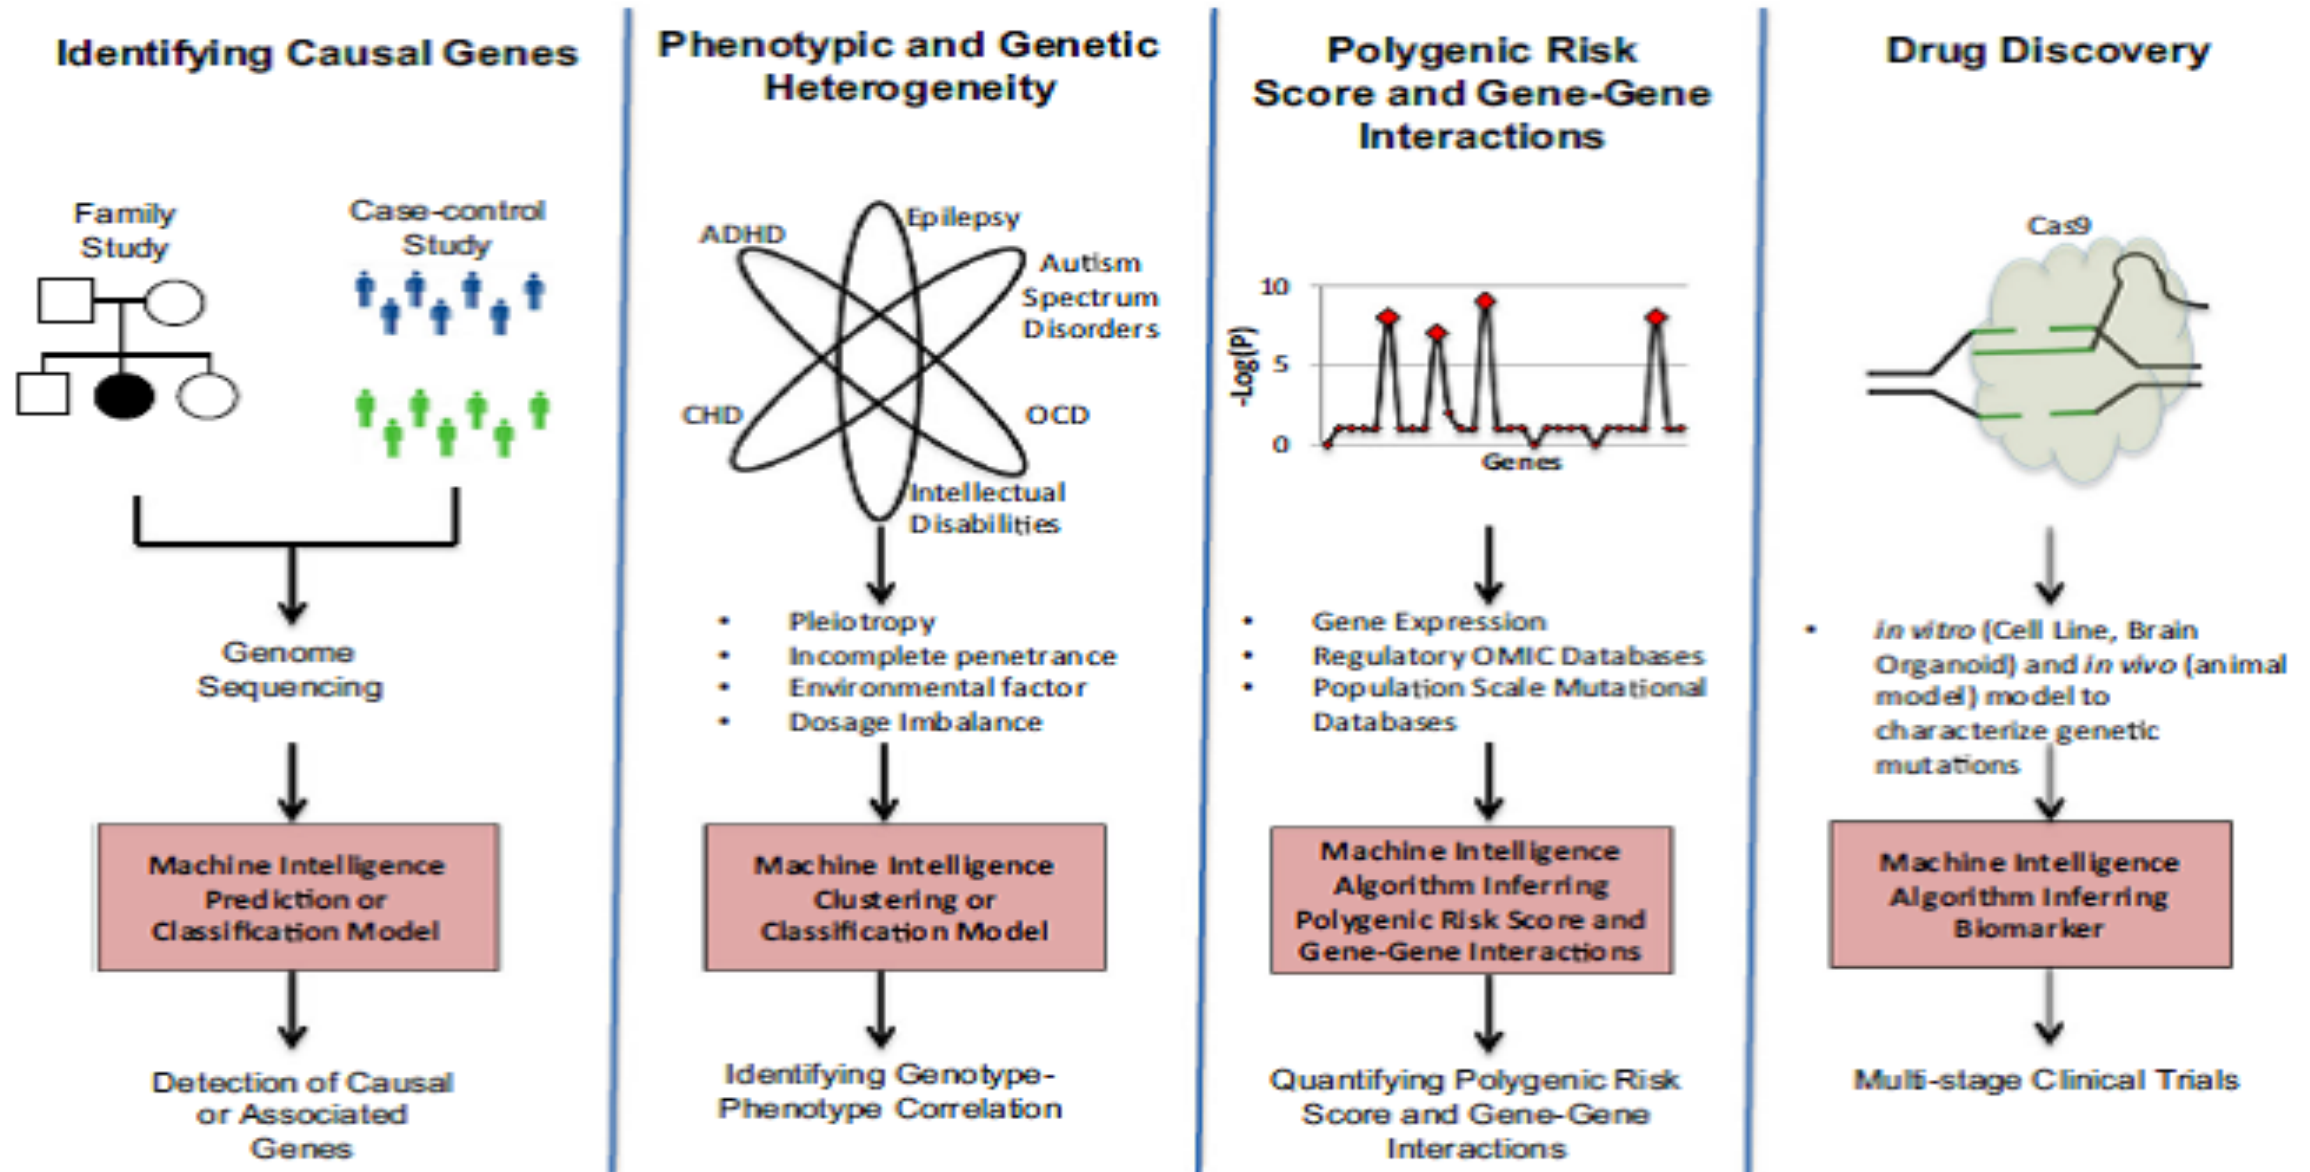 Identifying Causal Genes
Family
Study
Case-control
Study
Genome
Sequencing
Machine Intelligence
Prediction or
Classification Model
Detection of Causal
or Associated
Genes
Phenotypic and Genetic
Heterogeneity
ADHD
Epilepsy
Autism
Spectrum
Disorders
CHD
OCD
Intellectual
Disabilities
• Pleiotropy
• Incomplete penetrance
• Environmental factor
• Dosage Imbalance
Machine Intelligence
Clustering or
Classification Model
Identifying Genotype-
Phenotype Correlation
Polygenic Risk
Score and Gene-Gene
Interactions
-Log(P)
10
5
0
Genes
• Gene Expression
• Regulatory OMIC Databases
• Population Scale Mutational
Databases
Machine Intelligence
Algorithm Inferring
Polygenic Risk Score and
Gene-Gene Interactions
Quantifying Polygenic Risk
Score and Gene-Gene
Interactions
Drug Discovery
Cas9
• in vitro (Cell Line, Brain
Organoid) and in vivo (animal
model) model to
characterize genetic
mutations
Machine Intelligence
Algorithm Inferring
Biomarker
Multi-stage Clinical Trials